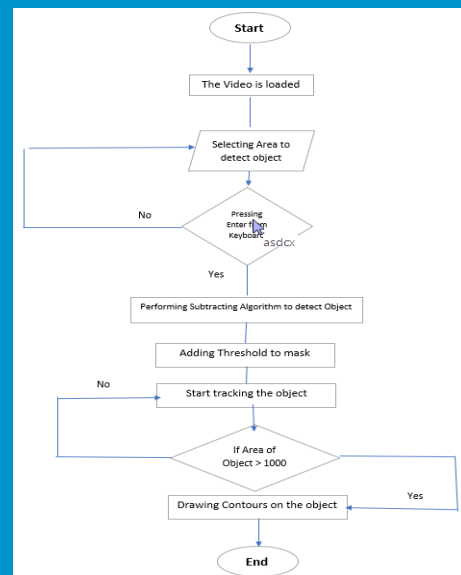 Start
The Video is loaded
Selecting Area to
detect object
No
Pressing
Enter from
Keyboard
asdcx
Yes
Performing Subtracting Algorithm to detect Object
Adding Threshold to mask
No
Start tracking the object
If Area of
Object > 1000
Yes
Drawing Contours on the object
End